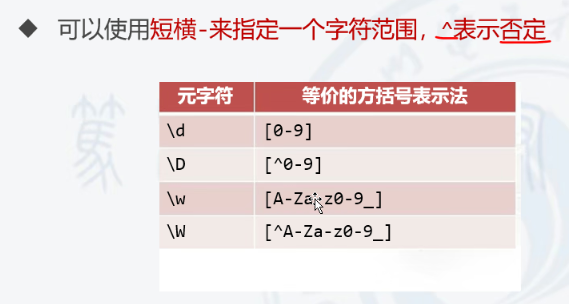 ◆ 可以使用短横-来指定一个字符范围，^表示否定
元字符 等价的方括号表示法
\d [0-9]
\D [^0-9]
\w [A-Za-z0-9_]
\W [^A-Za-z0-9_]
篤